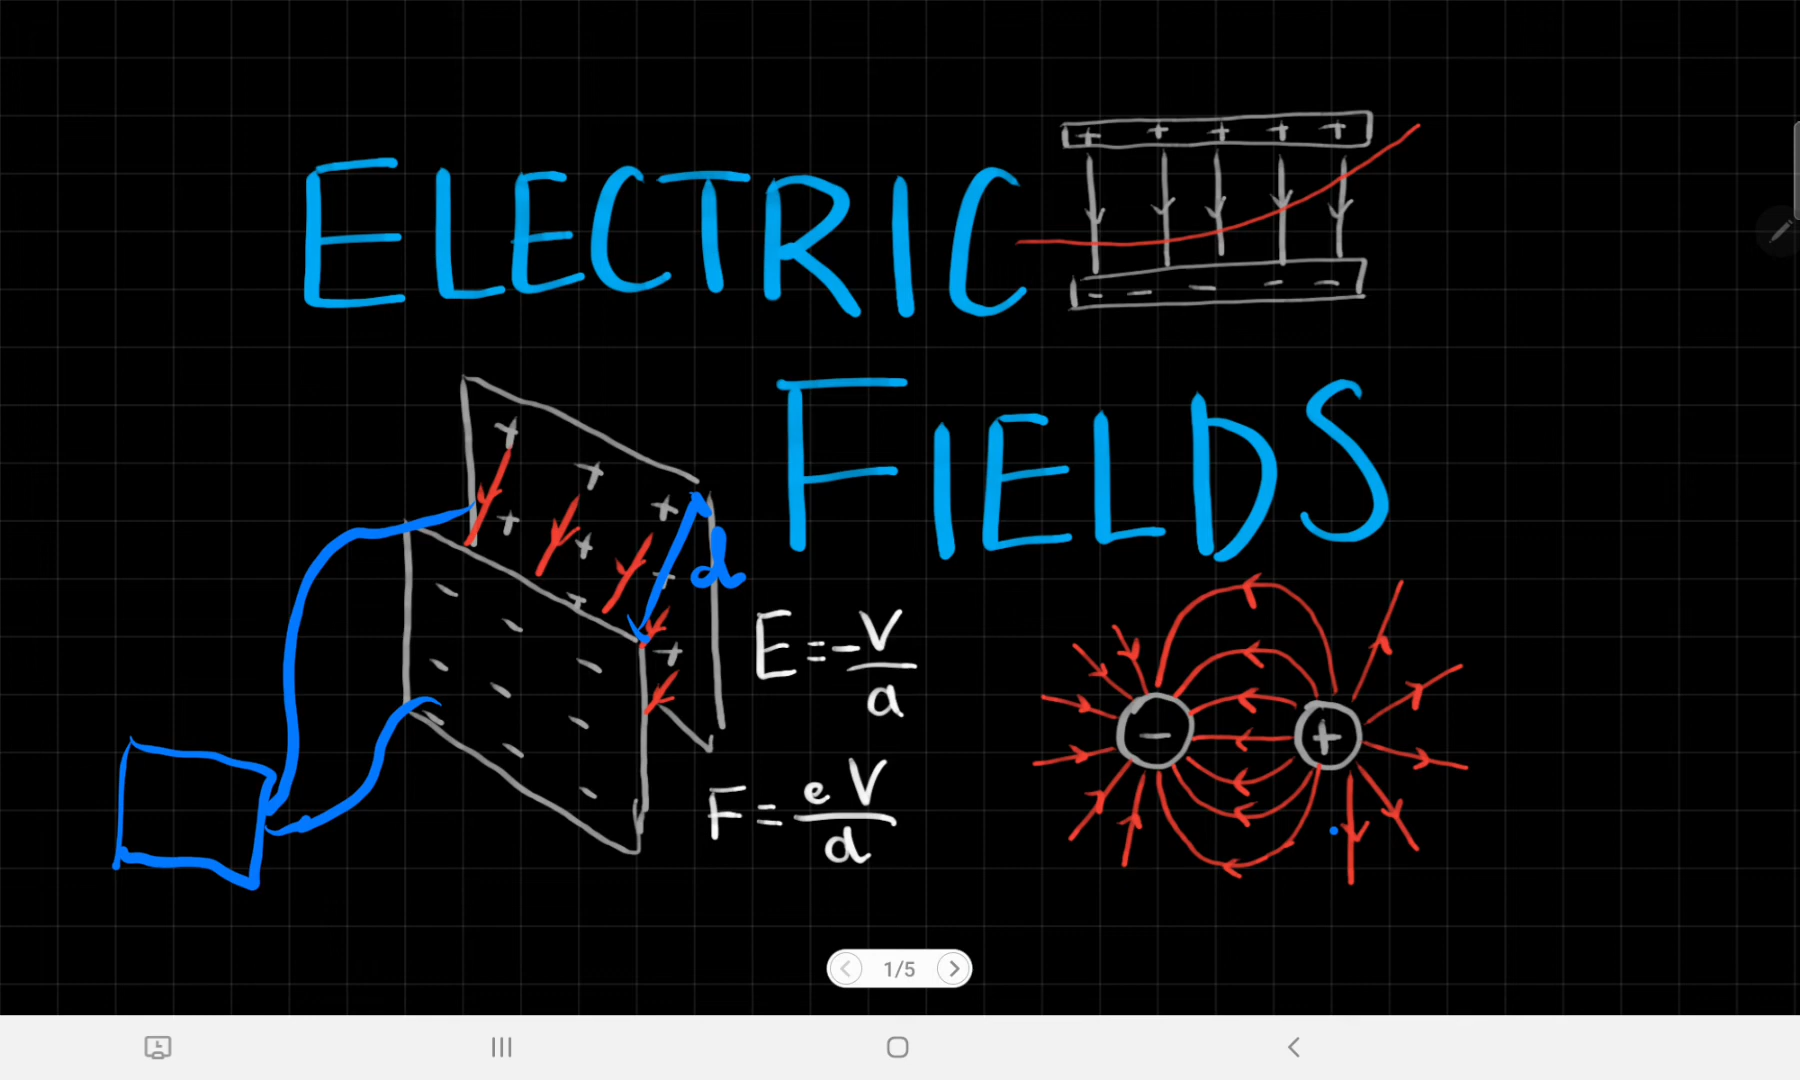 ELECTRIC
FIELDS
+ + + + +
- - - - -
d
E = -V/a
F = eV/d
- +
1/5